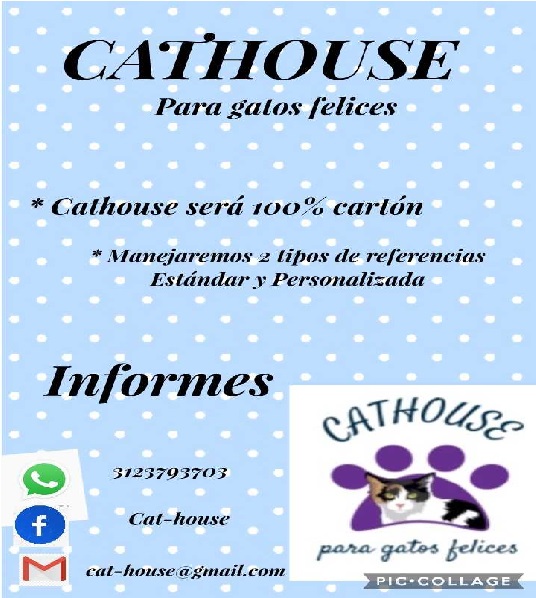 CATHOUSE
Para gatos felices
* Cathouse será 100% cartón
* Manejaremos 2 tipos de referencias
Estándar y Personalizada
Informes
3123793703
Cat-house
cat-house@gmail.com
CATHOUSE
para gatos felices
PIC•COLLAGE